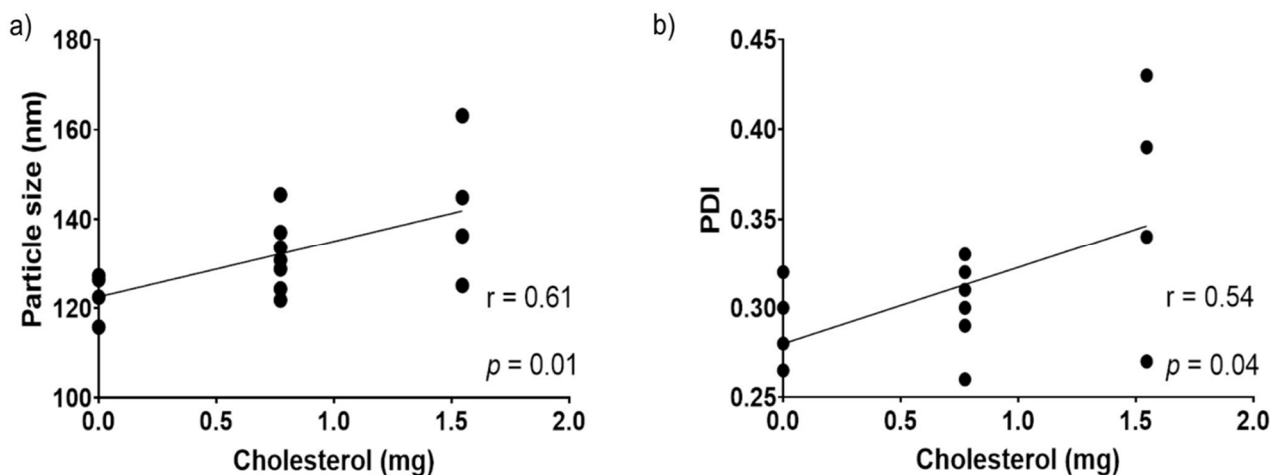 a)
Particle size (nm)
180
160
140
120
100
0.0 0.5 1.0 1.5 2.0
Cholesterol (mg)
r = 0.61
p = 0.01
b)
PDI
0.45
0.40
0.35
0.30
0.25
0.0 0.5 1.0 1.5 2.0
Cholesterol (mg)
r = 0.54
p = 0.04